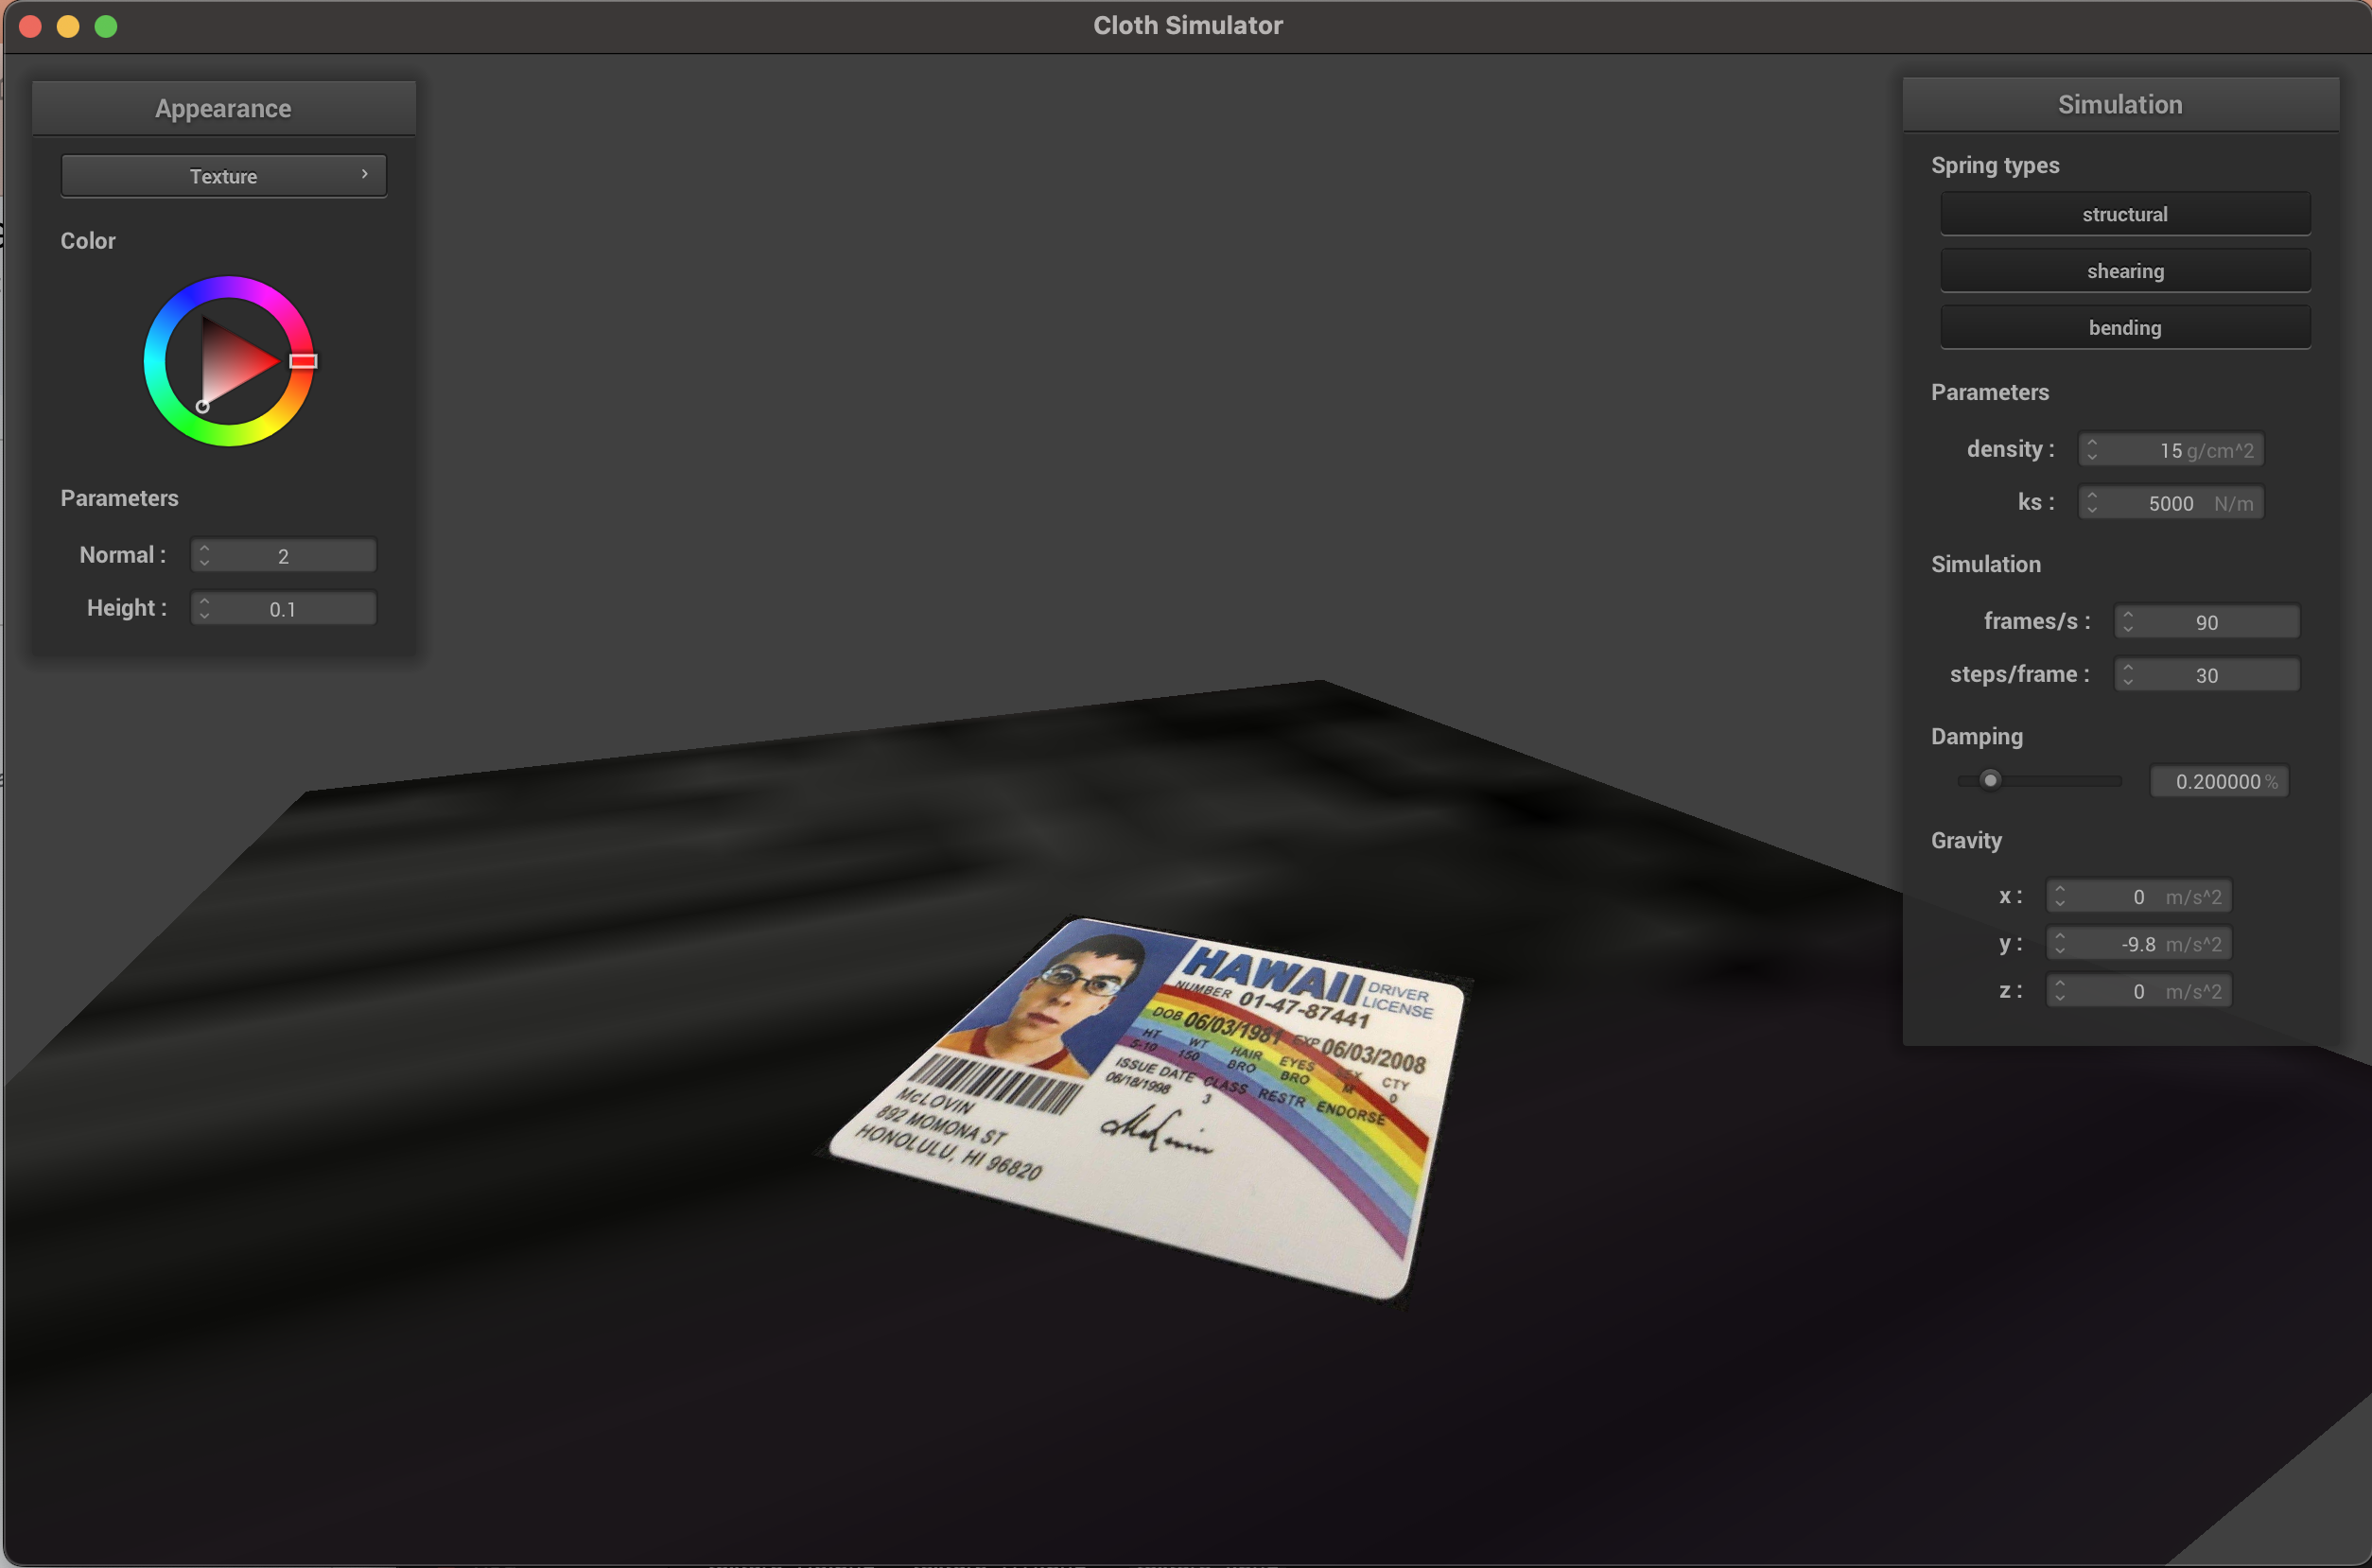 Cloth Simulator
Appearance
Texture
Color
Parameters
Normal : 2
Height : 0.1
Simulation
Spring types
structural
shearing
bending
Parameters
density : 15 g/cm^2
ks : 5000 N/m
Simulation
frames/s : 90
steps/frame : 30
Damping
0.200000 %
Gravity
x : 0 m/s^2
y : -9.8 m/s^2
z : 0 m/s^2
HAWAII DRIVER
LICENSE
NUMBER 01-47-87441
DOB 06/03/1981 EXP 06/03/2008
HT WT HAIR EYES SEX CTY
5-10 150 BRO BRO M 0
ISSUE DATE CLASS RESTR ENDORSE
06/18/1998 3
McLOVIN
892 MOMONA ST
HONOLULU, HI 96820
McLovin